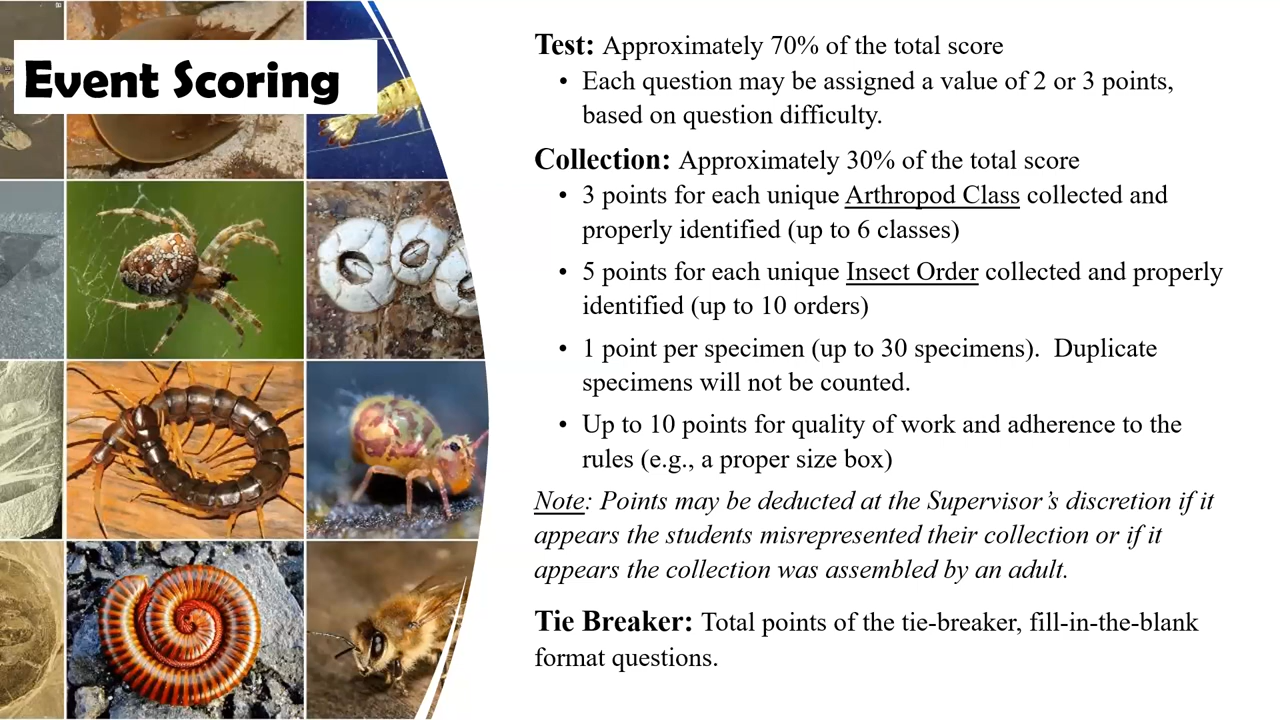 Event Scoring
Test: Approximately 70% of the total score
• Each question may be assigned a value of 2 or 3 points,
based on question difficulty.
Collection: Approximately 30% of the total score
• 3 points for each unique Arthropod Class collected and
properly identified (up to 6 classes)
• 5 points for each unique Insect Order collected and properly
identified (up to 10 orders)
• 1 point per specimen (up to 30 specimens).  Duplicate
specimens will not be counted.
• Up to 10 points for quality of work and adherence to the
rules (e.g., a proper size box)
Note: Points may be deducted at the Supervisor’s discretion if it
appears the students misrepresented their collection or if it
appears the collection was assembled by an adult.
Tie Breaker: Total points of the tie-breaker, fill-in-the-blank
format questions.